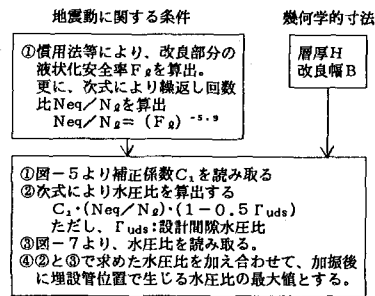 地震動に関する条件
幾何学的寸法
①慣用法等により、改良部分の
液状化安全率Fℓを算出。
更に、次式により繰返し回数
比Neq/Nℓを算出
Neq/Nℓ=(Fℓ)-5.9
層厚H
改良幅B
①図-5より補正係数C₁を読み取る
②次式により水圧比を算出する
C₁・(Neq/Nℓ)・(1-0.5Γuds)
ただし、Γuds:設計間隙水圧比
③図-7より、水圧比を読み取る。
④②と③で求めた水圧比を加え合わせて、加振後
に埋設管位置で生じる水圧比の最大値とする。